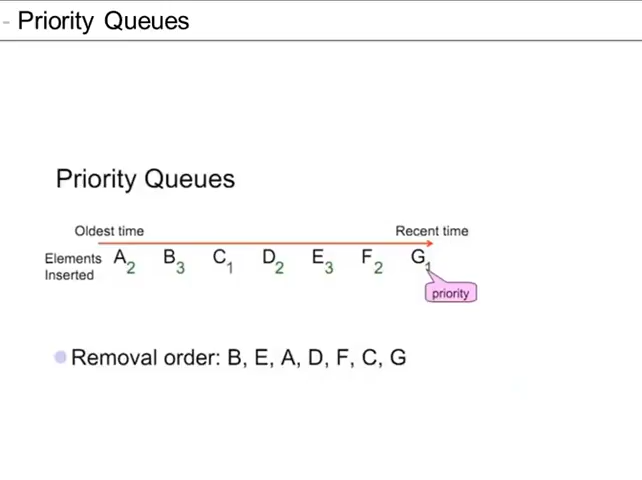 - Priority Queues
Priority Queues
Oldest time Recent time
Elements Inserted A2 B3 C1 D2 E3 F2 G1
priority
Removal order: B, E, A, D, F, C, G